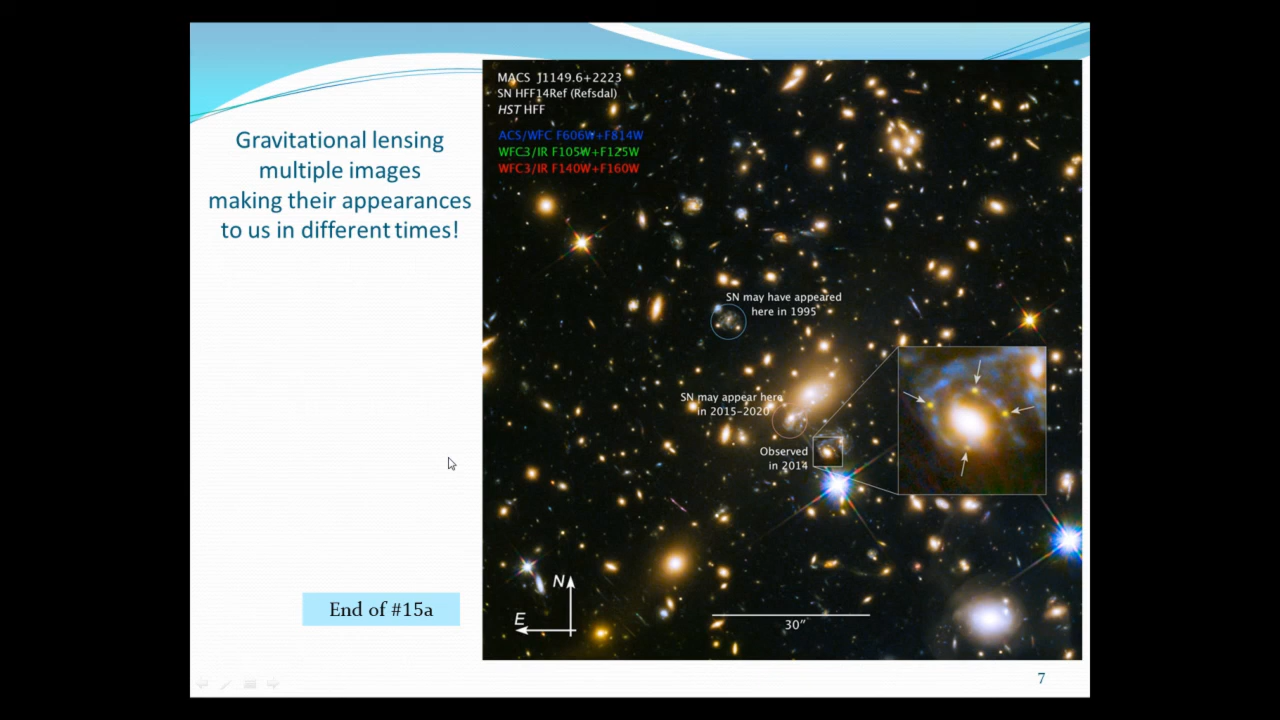 Gravitational lensing
multiple images
making their appearances
to us in different times!
MACS J1149.6+2223
SN HFF14Ref (Refsdal)
HST HFF
ACS/WFC F606W+F814W
WFC3/IR F105W+F125W
WFC3/IR F140W+F160W
SN may have appeared
here in 1995
SN may appear here
in 2015–2020
Observed
in 2014
N
E
30″
End of #15a
7